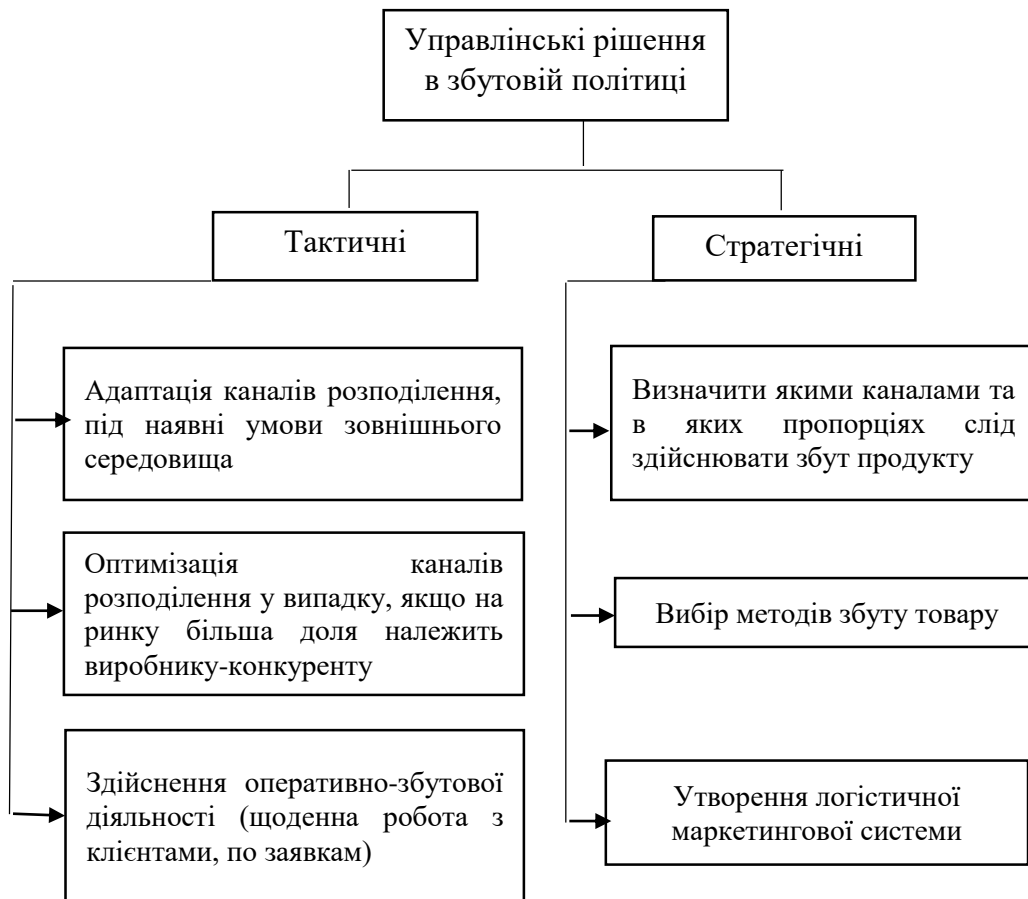 Управлінські рішення
в збутовій політиці
Тактичні
Адаптація каналів розподілення,
під наявні умови зовнішнього
середовища
Оптимізація каналів
розподілення у випадку, якщо на
ринку більша доля належить
виробнику-конкуренту
Здійснення оперативно-збутової
діяльності (щоденна робота з
клієнтами, по заявкам)
Стратегічні
Визначити якими каналами та
в яких пропорціях слід
здійснювати збут продукту
Вибір методів збуту товару
Утворення логістичної
маркетингової системи